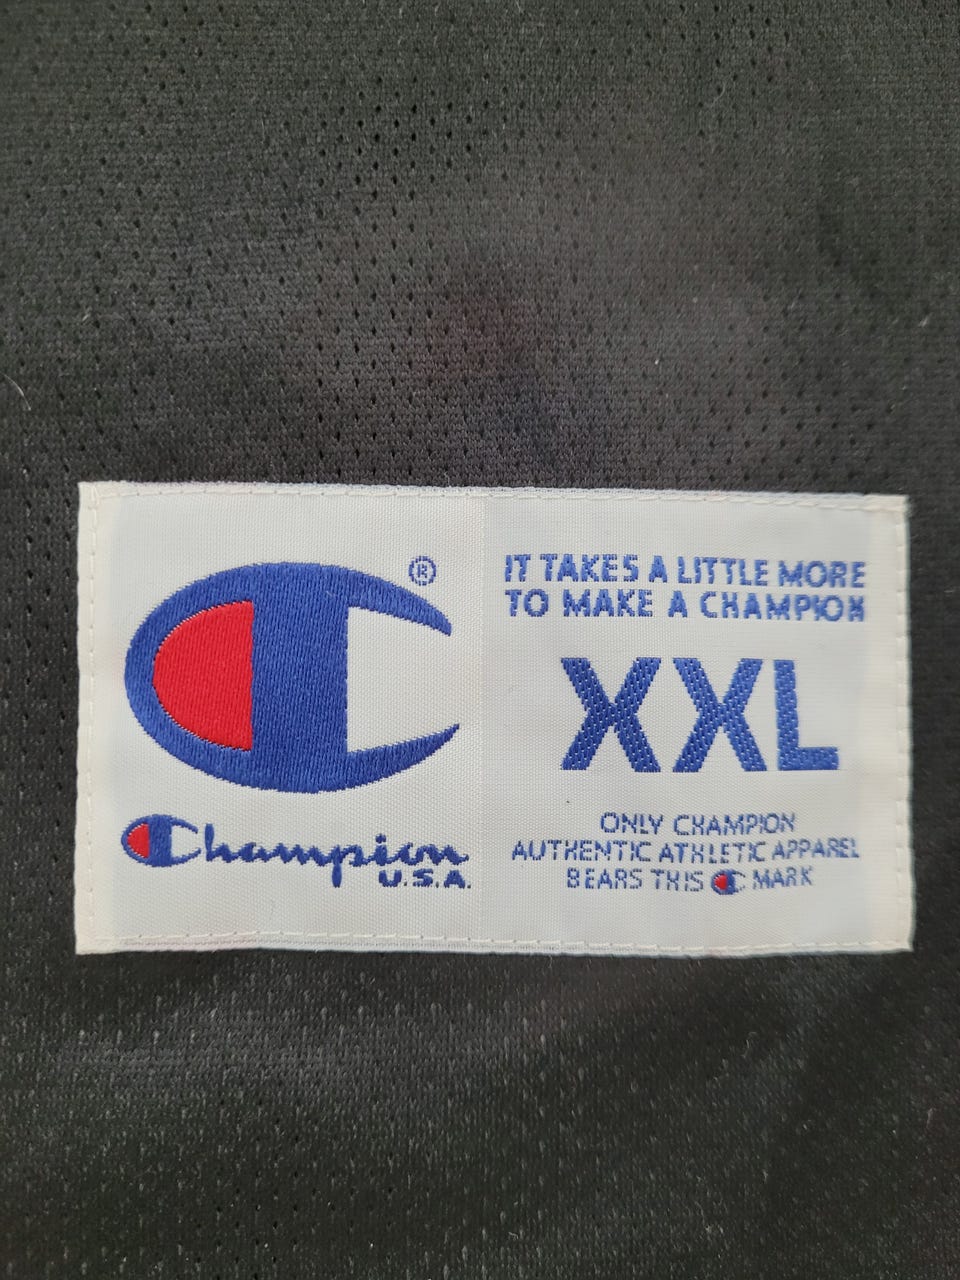 ®
Champion
U.S.A.
IT TAKES A LITTLE MORE
TO MAKE A CHAMPION
XXL
ONLY CHAMPION
AUTHENTIC ATHLETIC APPAREL
BEARS THIS C MARK